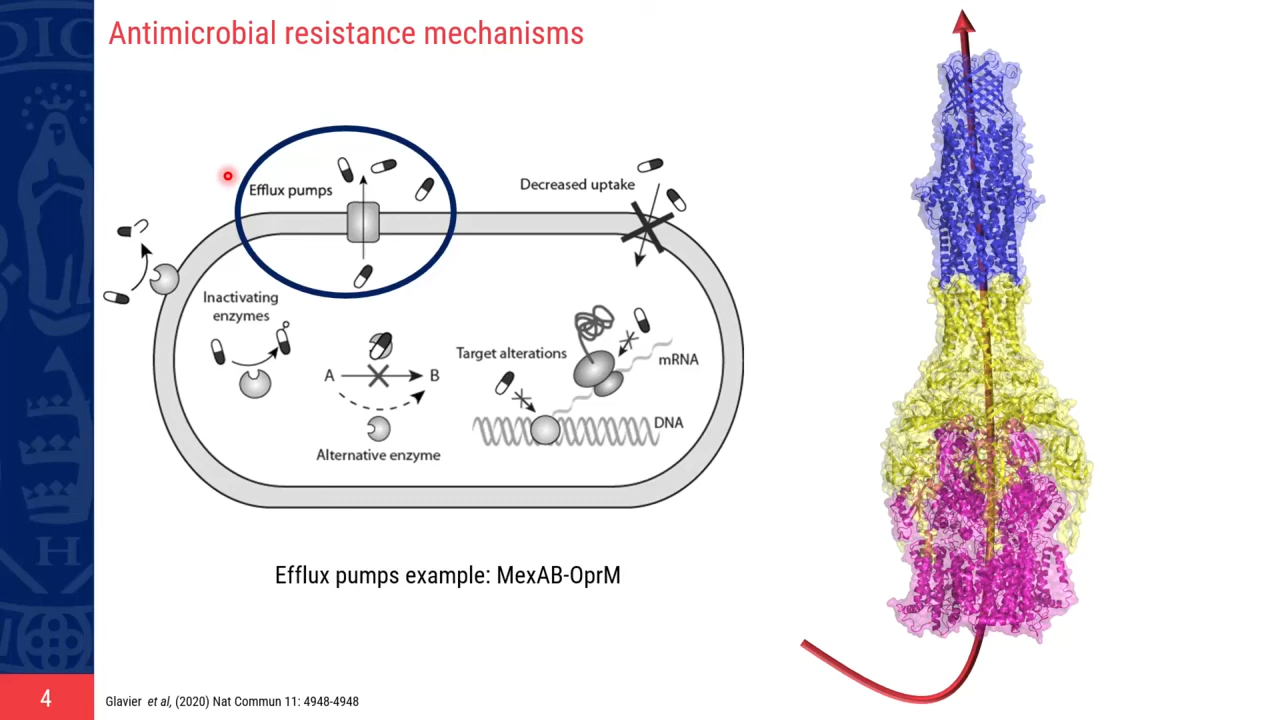 Antimicrobial resistance mechanisms
Efflux pumps
Decreased uptake
Inactivating
enzymes
Target alterations
mRNA
A
B
DNA
Alternative enzyme
Efflux pumps example: MexAB-OprM
4
Glavier et al, (2020) Nat Commun 11: 4948-4948